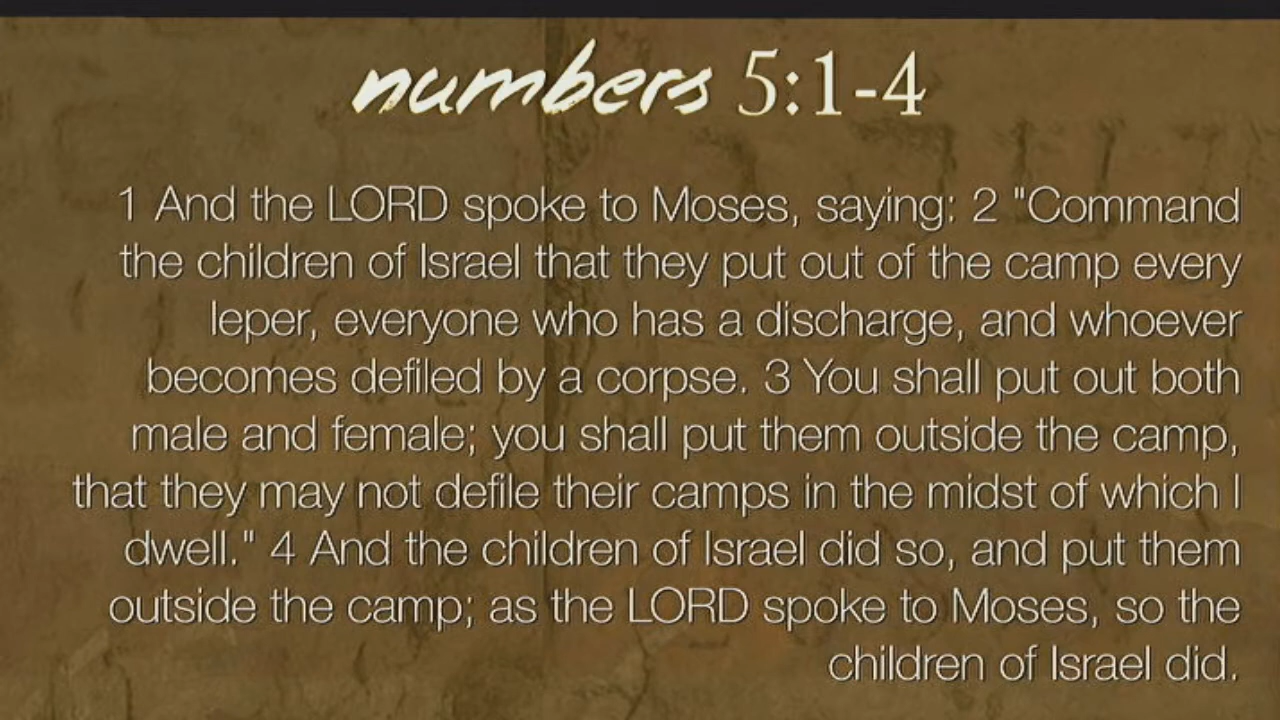 numbers 5:1-4
1 And the LORD spoke to Moses, saying: 2 "Command
the children of Israel that they put out of the camp every
leper, everyone who has a discharge, and whoever
becomes defiled by a corpse. 3 You shall put out both
male and female; you shall put them outside the camp,
that they may not defile their camps in the midst of which I
dwell." 4 And the children of Israel did so, and put them
outside the camp; as the LORD spoke to Moses, so the
children of Israel did.